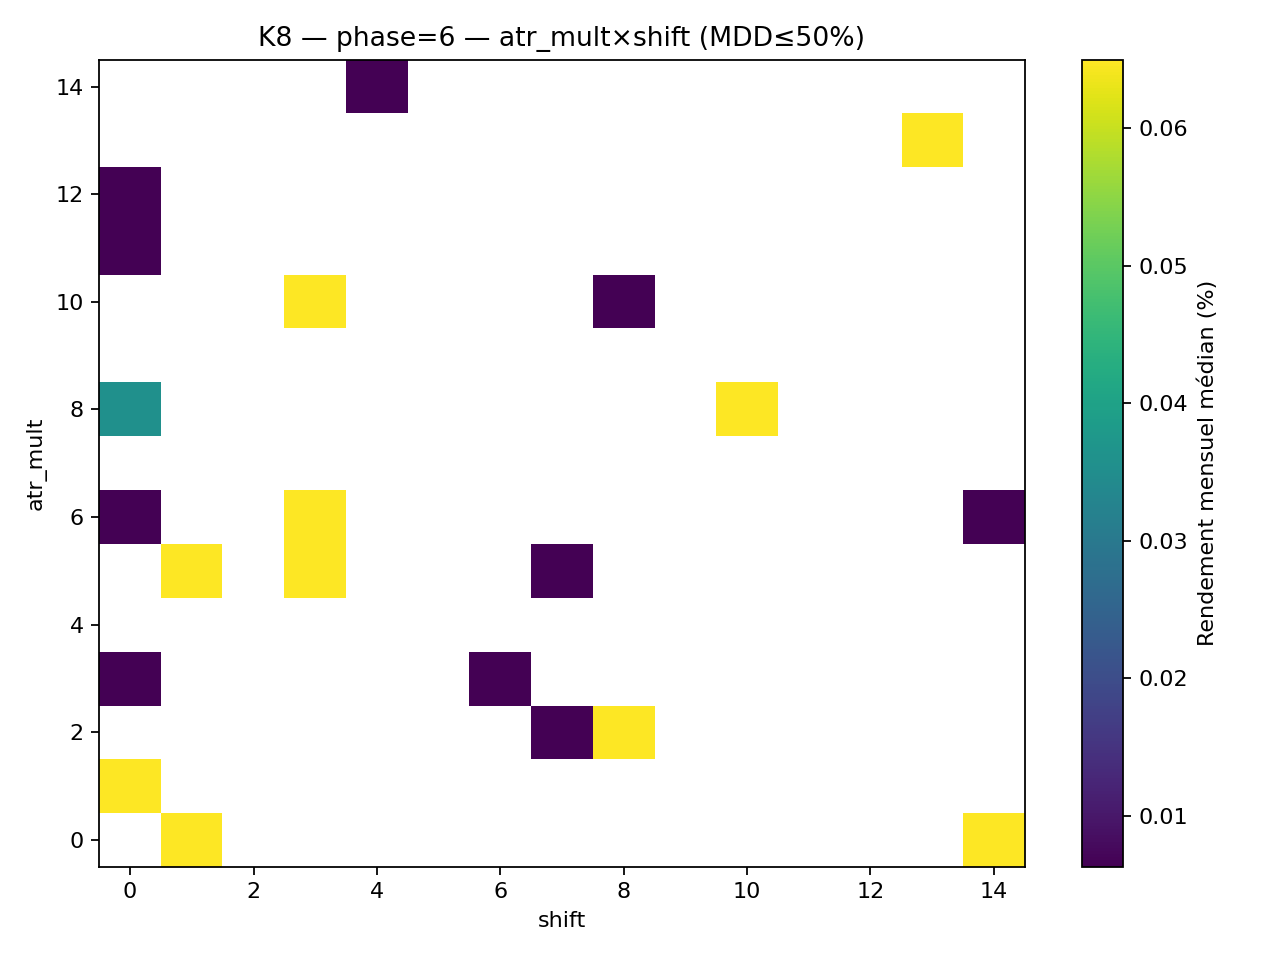 K8 — phase=6 — atr_mult×shift (MDD≤50%)
14
12
10
8
6
4
2
0
atr_mult
0 2 4 6 8 10 12 14
shift
0.06
0.05
0.04
0.03
0.02
0.01
Rendement mensuel médian (%)